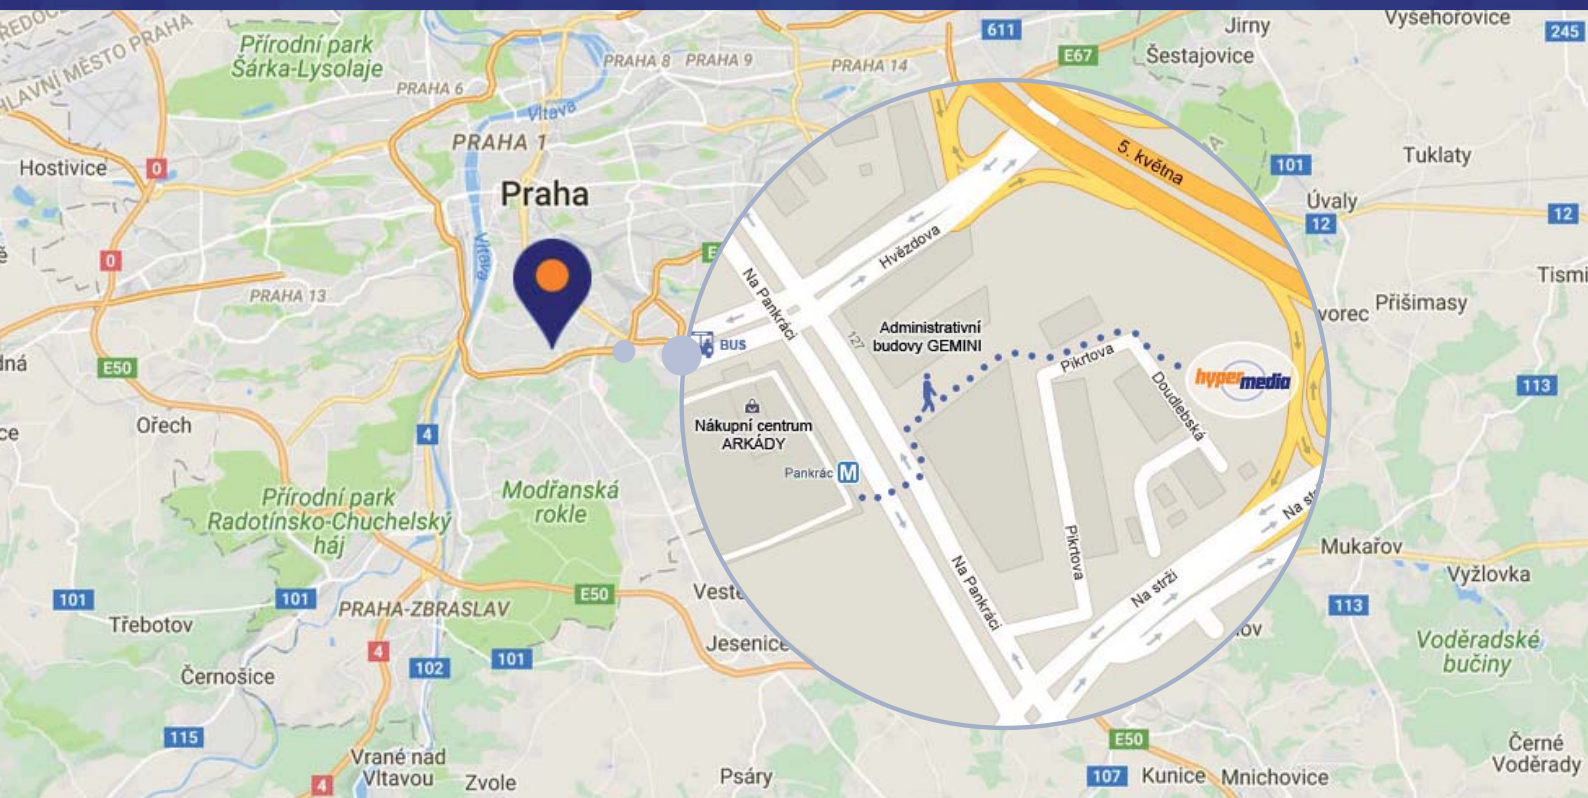 HLAVNÍ MĚSTO PRAHA
Přírodní park
Šárka-Lysolaje
PRAHA 6
PRAHA 8
PRAHA 9
PRAHA 14
611
E67
Jirny
Šestajovice
Vyšehořovice
245
Vltava
PRAHA 1
Praha
Hostivice
0
0
Vltava
PRAHA 13
E50
4
Ořech
5. května
101
Úvaly
12
Tuklaty
12
Přišimasy
113
Hvězdova
Na Pankráci
127
Administrativní
budovy GEMINI
BUS
Pikrtova
Doudlebská
hypermedia
Nákupní centrum
ARKÁDY
Pankrác M
Pikrtova
Na Pankráci
Na strži
Přírodní park
Radotínsko-Chuchelský
háj
Modřanská
rokle
101
Třebotov
101
PRAHA-ZBRASLAV
E50
4
102
101
Jesenice
Černošice
115
Vrané nad
Vltavou
4
Zvole
Psáry
Mukařov
Vyžlovka
113
Voděradské
bučiny
E50
107
Kunice
Mnichovice
Černé
Voděrady